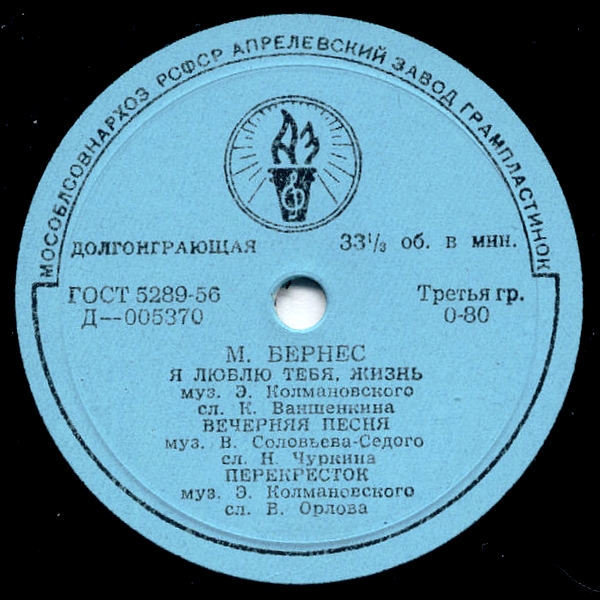 МОСОБЛСОВНАРХОЗ РСФСР АПРЕЛЕВСКИЙ ЗАВОД ГРАМПЛАСТИНОК
АЗ
ДОЛГОИГРАЮЩАЯ 33⅓ об. в мин.
ГОСТ 5289-56 Третья гр.
Д—005370 0-80
М. БЕРНЕС
Я ЛЮБЛЮ ТЕБЯ, ЖИЗНЬ
муз. Э. Колмановского
сл. К. Ваншенкина
ВЕЧЕРНЯЯ ПЕСНЯ
муз. В. Соловьева-Седого
сл. Н. Чуркина
ПЕРЕКРЕСТОК
муз. Э. Колмановского
сл. В. Орлова